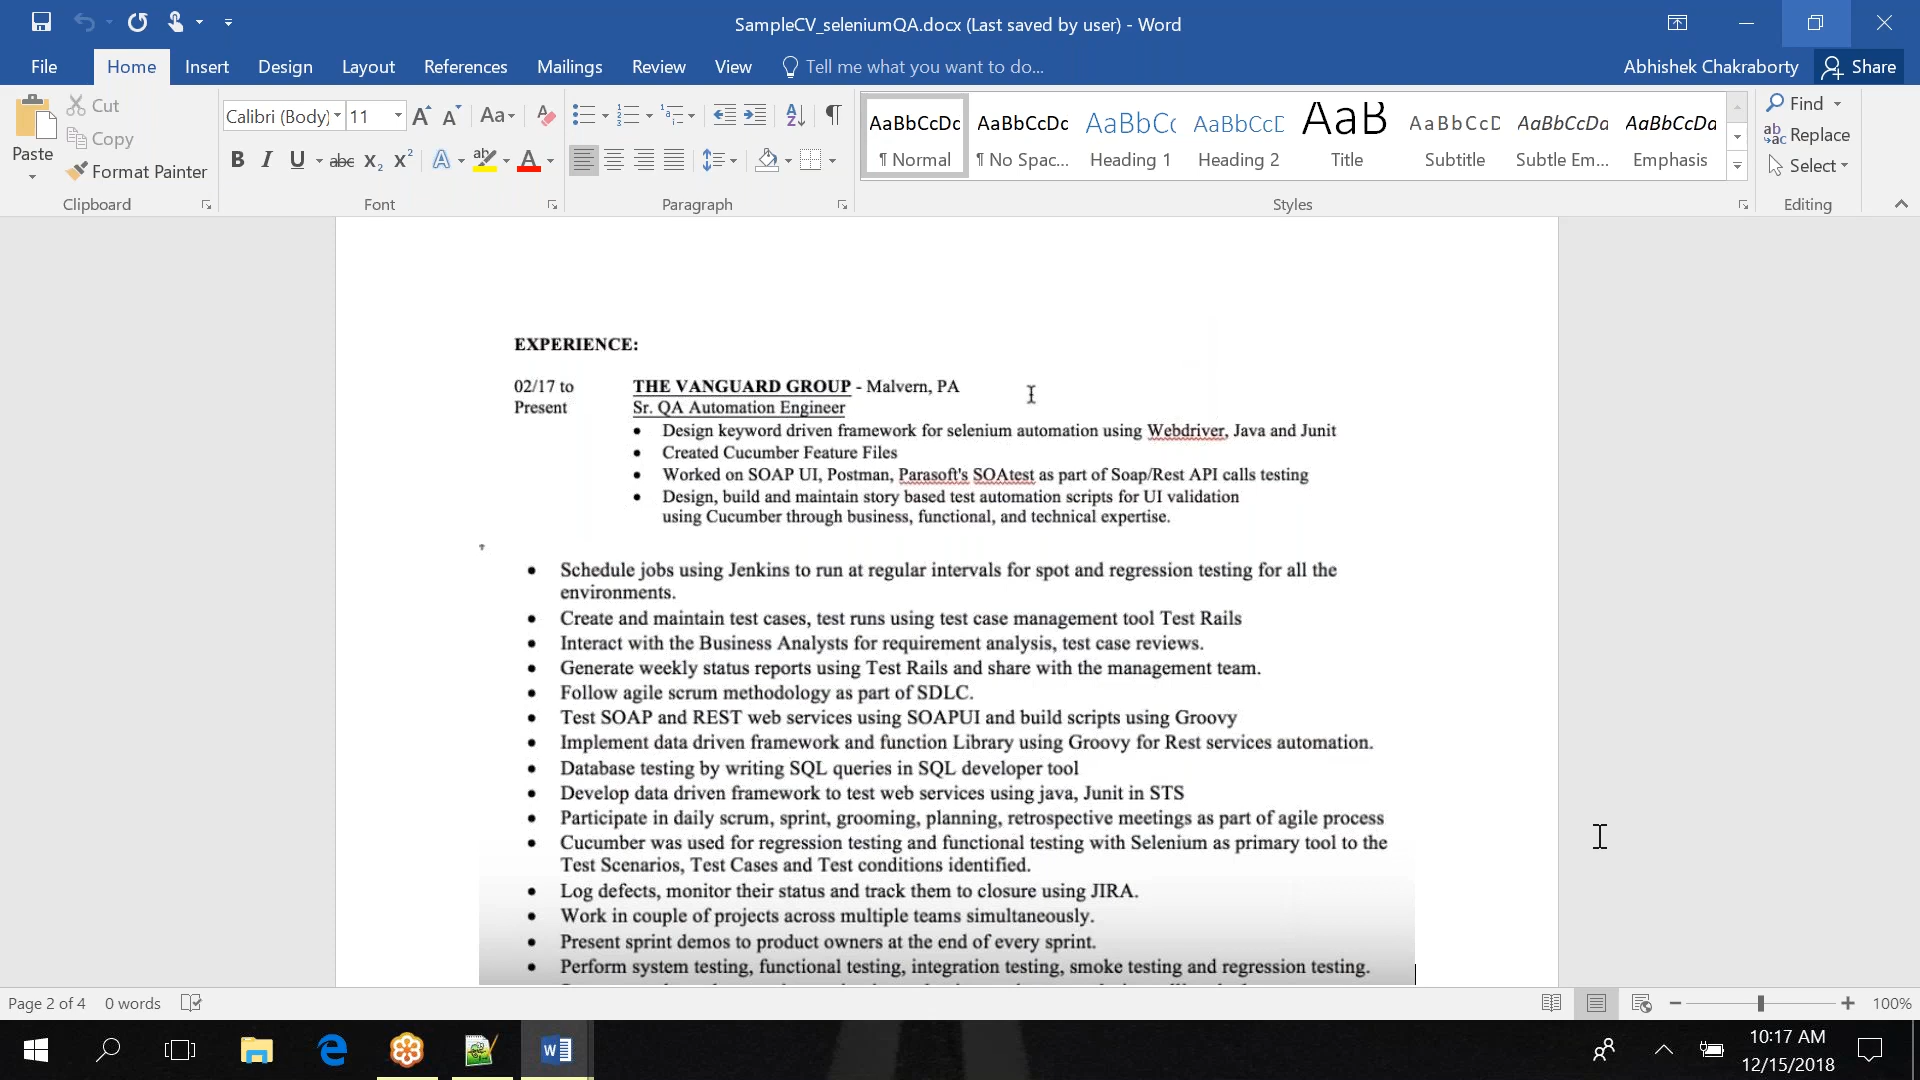 SampleCV_seleniumQA.docx (Last saved by user) - Word
File Home Insert Design Layout References Mailings Review View Tell me what you want to do... Abhishek Chakraborty Share
Paste
Cut
Copy
Format Painter
Clipboard
Calibri (Body) 11
Font
Paragraph
AaBbCcDc AaBbCcDc AaBbCc AaBbCcD AaB AaBbCcD AaBbCcDa AaBbCcDa
¶ Normal ¶ No Spac... Heading 1 Heading 2 Title Subtitle Subtle Em... Emphasis
Styles
Find
Replace
Select
Editing
EXPERIENCE:
02/17 to THE VANGUARD GROUP - Malvern, PA
Present Sr. QA Automation Engineer
• Design keyword driven framework for selenium automation using Webdriver, Java and Junit
• Created Cucumber Feature Files
• Worked on SOAP UI, Postman, Parasoft's SOAtest as part of Soap/Rest API calls testing
• Design, build and maintain story based test automation scripts for UI validation
using Cucumber through business, functional, and technical expertise.
• Schedule jobs using Jenkins to run at regular intervals for spot and regression testing for all the
environments.
• Create and maintain test cases, test runs using test case management tool Test Rails
• Interact with the Business Analysts for requirement analysis, test case reviews.
• Generate weekly status reports using Test Rails and share with the management team.
• Follow agile scrum methodology as part of SDLC.
• Test SOAP and REST web services using SOAPUI and build scripts using Groovy
• Implement data driven framework and function Library using Groovy for Rest services automation.
• Database testing by writing SQL queries in SQL developer tool
• Develop data driven framework to test web services using java, Junit in STS
• Participate in daily scrum, sprint, grooming, planning, retrospective meetings as part of agile process
• Cucumber was used for regression testing and functional testing with Selenium as primary tool to the
Test Scenarios, Test Cases and Test conditions identified.
• Log defects, monitor their status and track them to closure using JIRA.
• Work in couple of projects across multiple teams simultaneously.
• Present sprint demos to product owners at the end of every sprint.
• Perform system testing, functional testing, integration testing, smoke testing and regression testing.
Page 2 of 4 0 words 100%
10:17 AM
12/15/2018